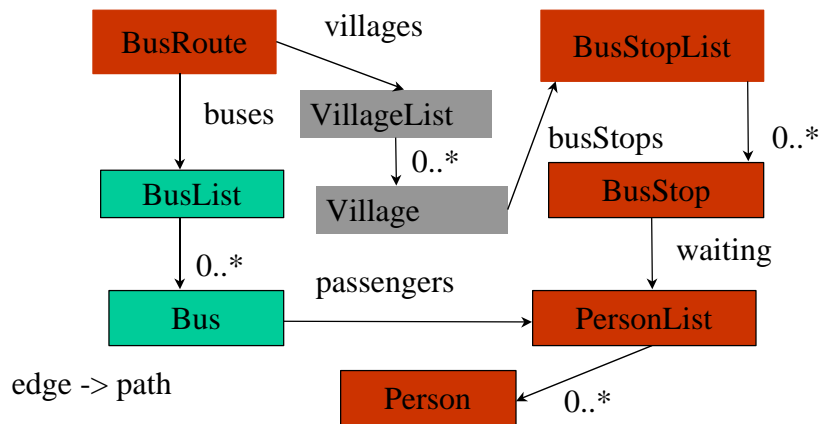 villages
BusRoute
BusStopList
buses
VillageList
busStops
0..*
0..*
BusList
Village
BusStop
waiting
0..*
passengers
Bus
PersonList
edge -> path
Person
0..*